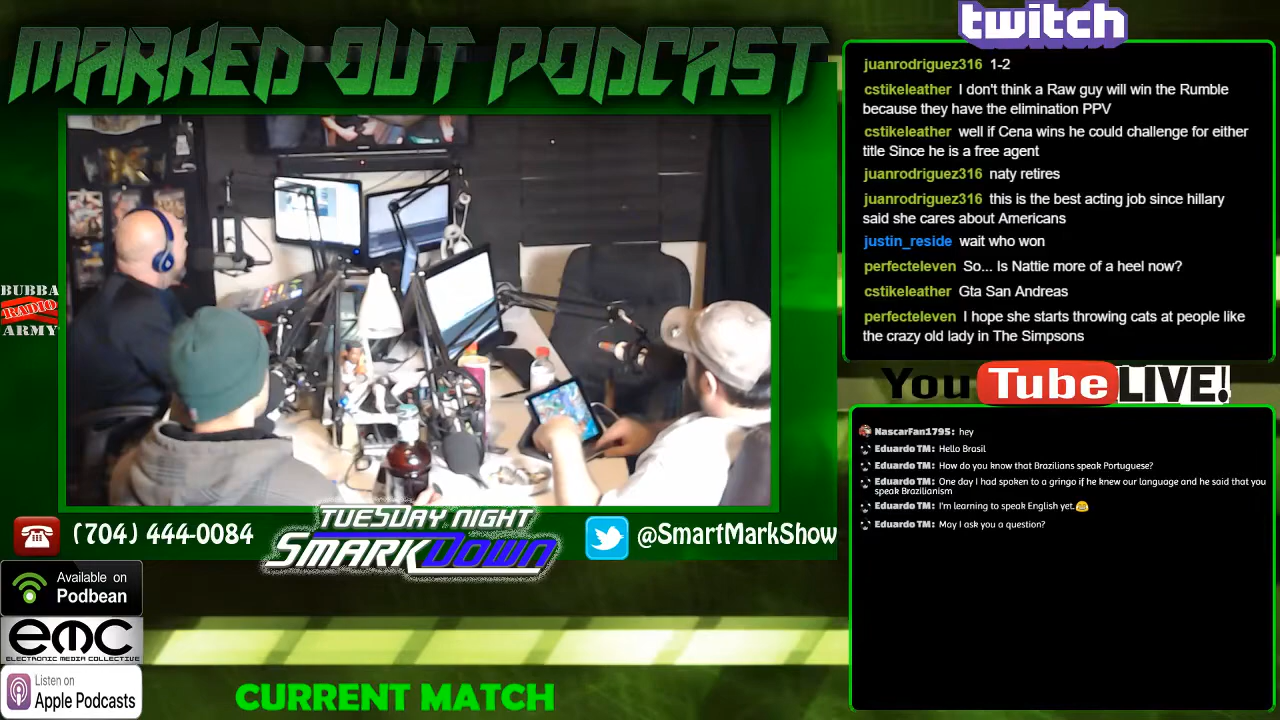 MARKED OUT PODCAST
twitch
juanrodriguez316 1-2
cstikeleather I don't think a Raw guy will win the Rumble
because they have the elimination PPV
cstikeleather well if Cena wins he could challenge for either
title Since he is a free agent
juanrodriguez316 naty retires
juanrodriguez316 this is the best acting job since hillary
said she cares about Americans
justin_reside wait who won
perfecteleven So... Is Nattie more of a heel now?
cstikeleather Gta San Andreas
perfecteleven I hope she starts throwing cats at people like
the crazy old lady in The Simpsons
BUBBA
RADIO
ARMY
You Tube LIVE!
NascarFan1795: hey
Eduardo TM: Hello Brasil
Eduardo TM: How do you know that Brazilians speak Portuguese?
Eduardo TM: One day I had spoken to a gringo if he knew our language and he said that you
speak Brazilianism
Eduardo TM: I'm learning to speak English yet.😂
Eduardo TM: May I ask you a question?
(704) 444-0084
TUESDAY NIGHT
SMARKDOWN
@SmartMarkShow
Available on
Podbean
emc
ELECTRONIC MEDIA COLLECTIVE
Listen on
Apple Podcasts
CURRENT MATCH